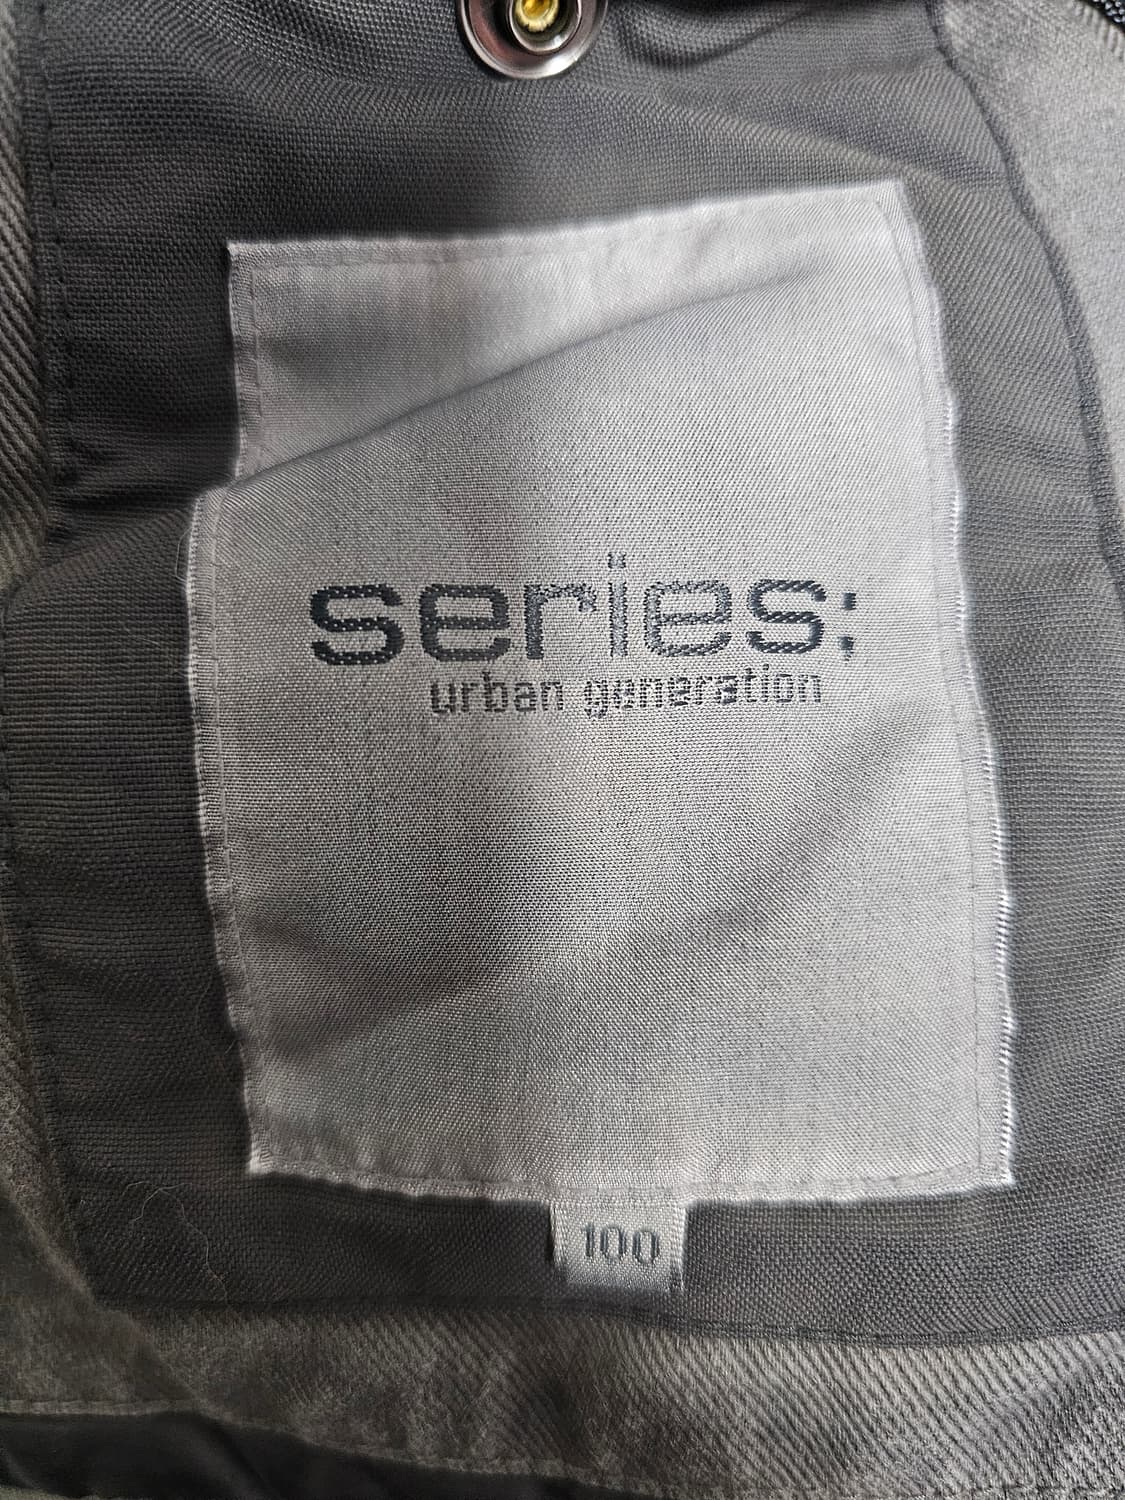 series:
urban generation
100